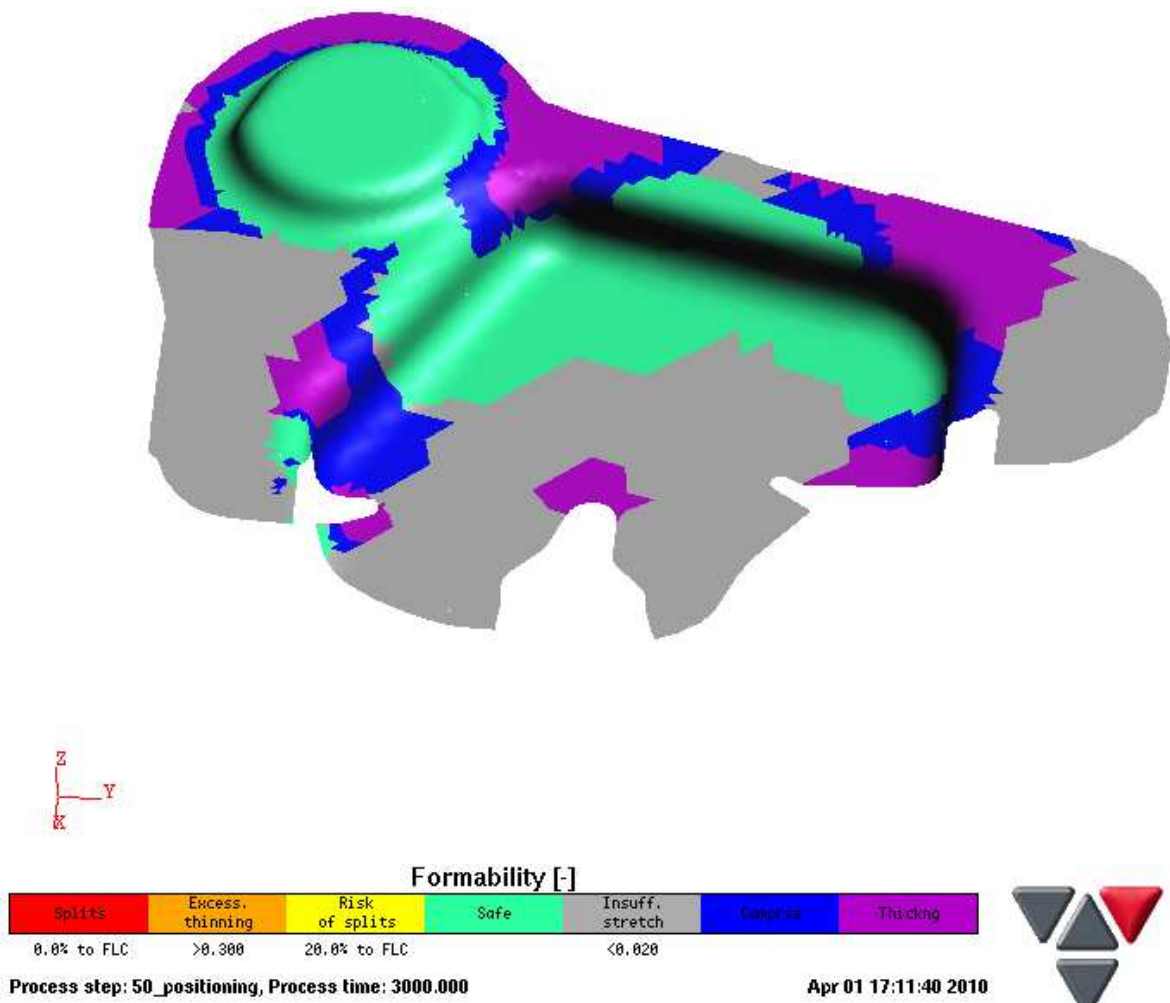 Z
Y
X
Formability [-]
Splits
Excess.
thinning
Risk
of splits
Safe
Insuff.
stretch
Comprss
Thickng
0.0% to FLC
>0.300
20.0% to FLC
<0.020
Process step: 50_positioning, Process time: 3000.000
Apr 01 17:11:40 2010